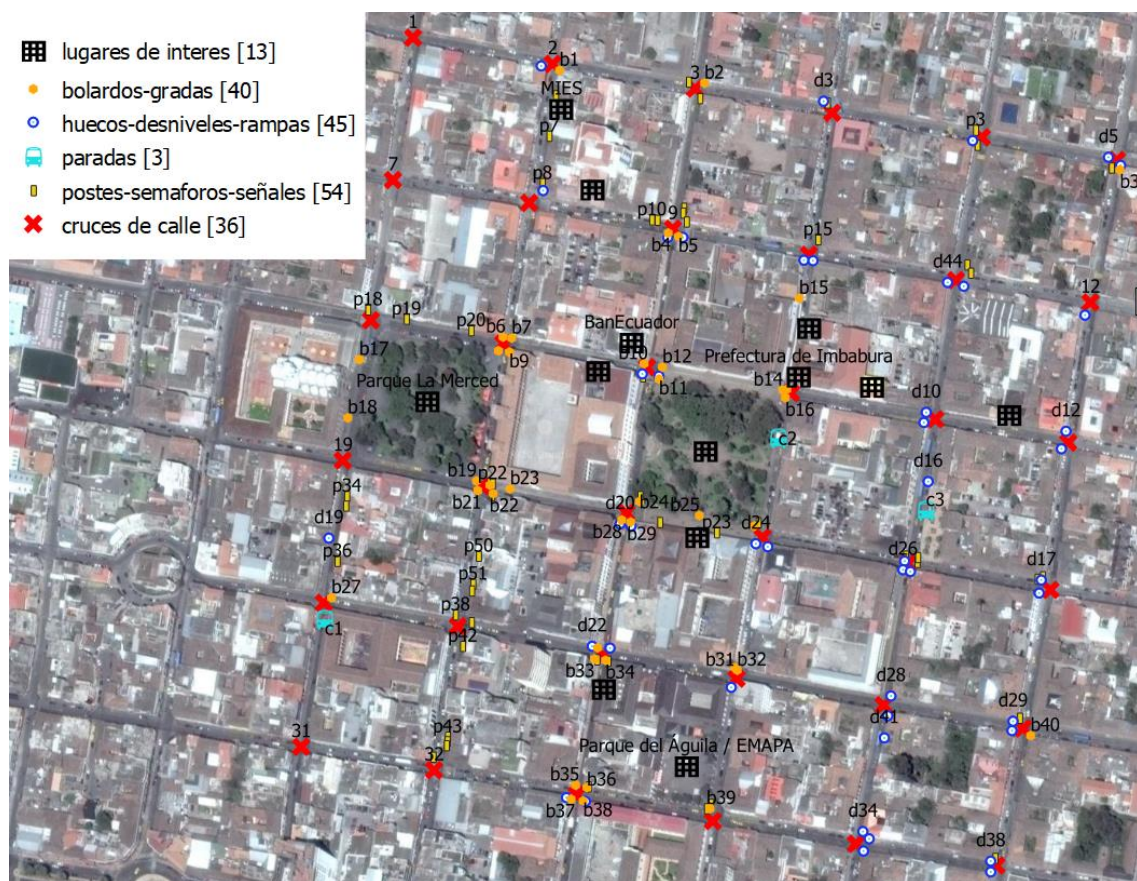 lugares de interes [13]
bolardos-gradas [40]
huecos-desniveles-rampas [45]
paradas [3]
postes-semaforos-señales [54]
cruces de calle [36]
1
2
b1
MIES
3 b2
d3
p3
d5
b3
7
p8
p10
9
b4
b5
p15
b15
d44
12
p18
p19
p20
b6
b7
b9
BanEcuador
b10
b12
b11
Prefectura de Imbabura
b14
b16
b17
Parque La Merced
b18
c2
d10
d12
19
b19
p22
b23
b21
b22
d16
c3
p34
d19
p36
d20
b24
b25
p23
b28
b29
d24
d26
d17
p50
p51
b27
c1
p38
p42
d22
b33
b34
b31
b32
d28
d41
d29
b40
31
p43
32
Parque del Águila / EMAPA
b35
b36
b37
b38
b39
d34
d38